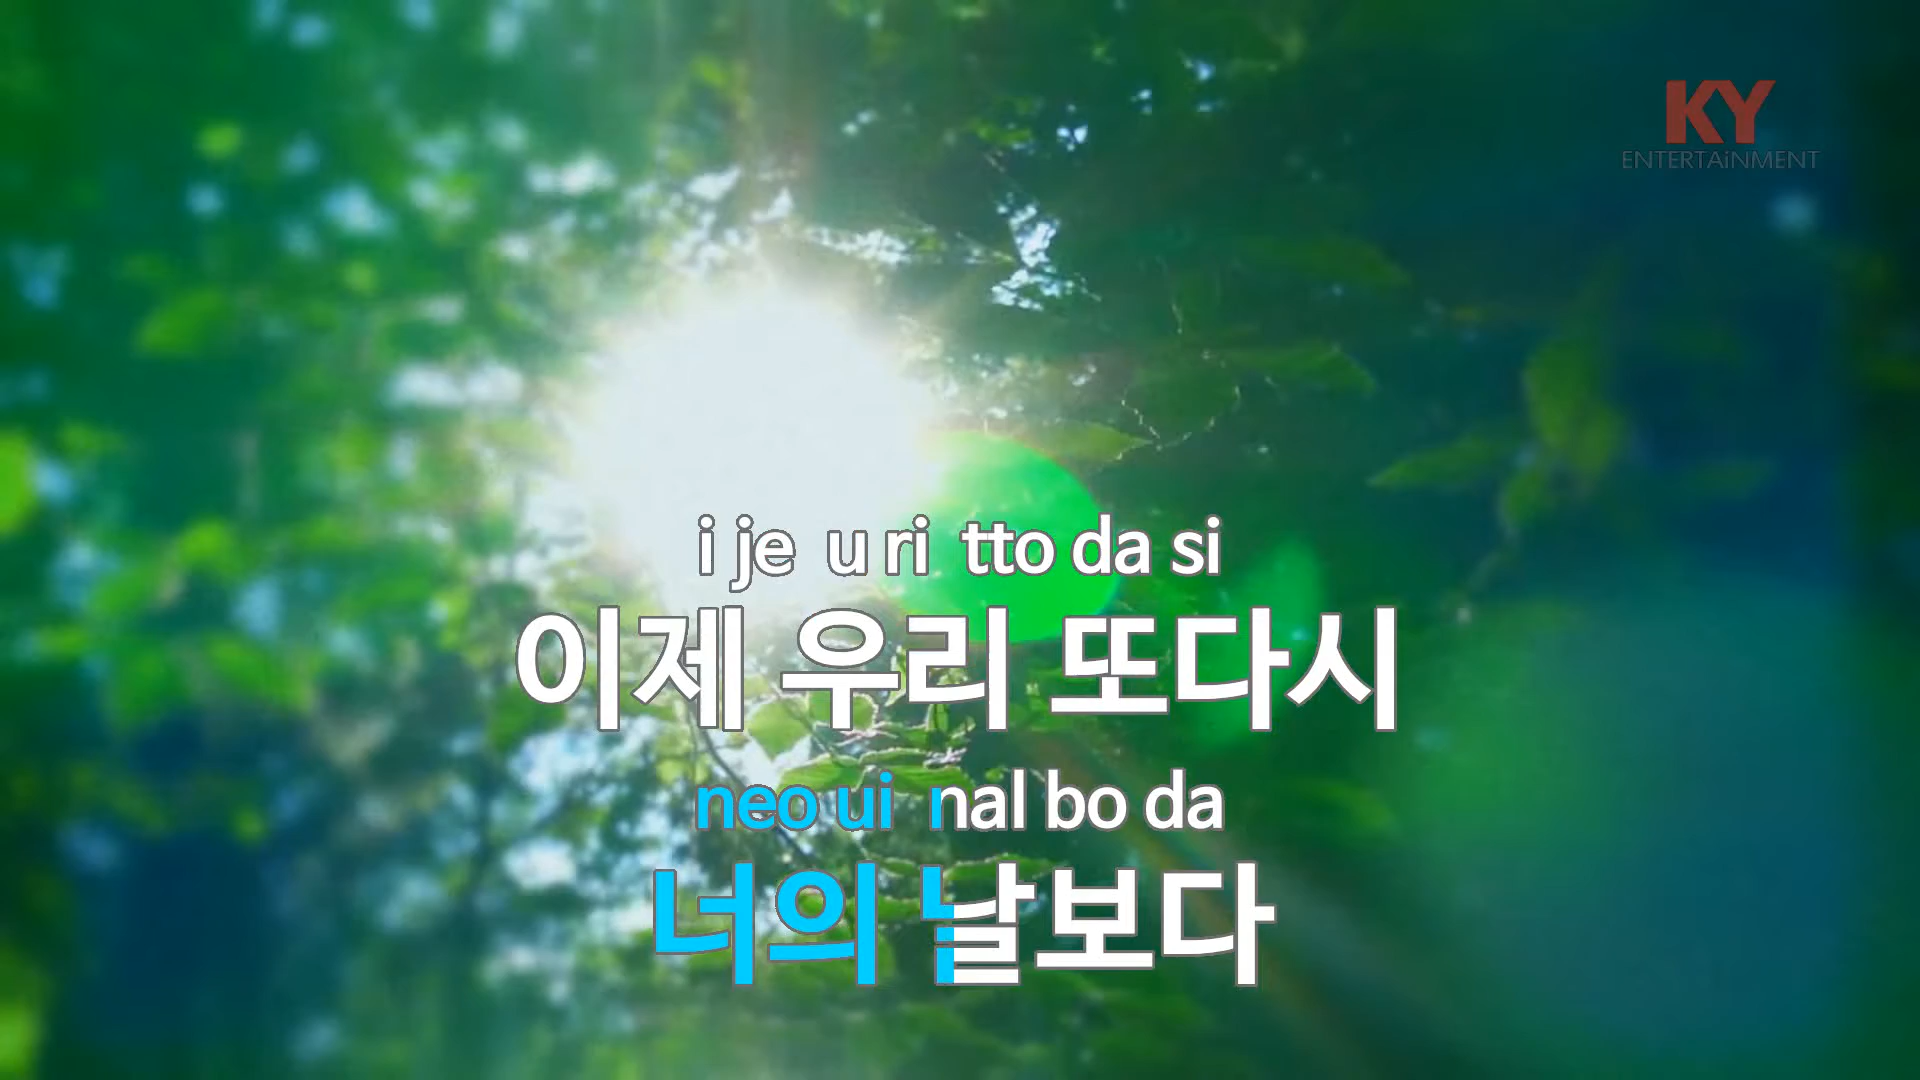 KY
ENTERTAiNMENT
i je u ri tto da si
이제 우리 또다시
neo ui nal bo da
너의 날보다